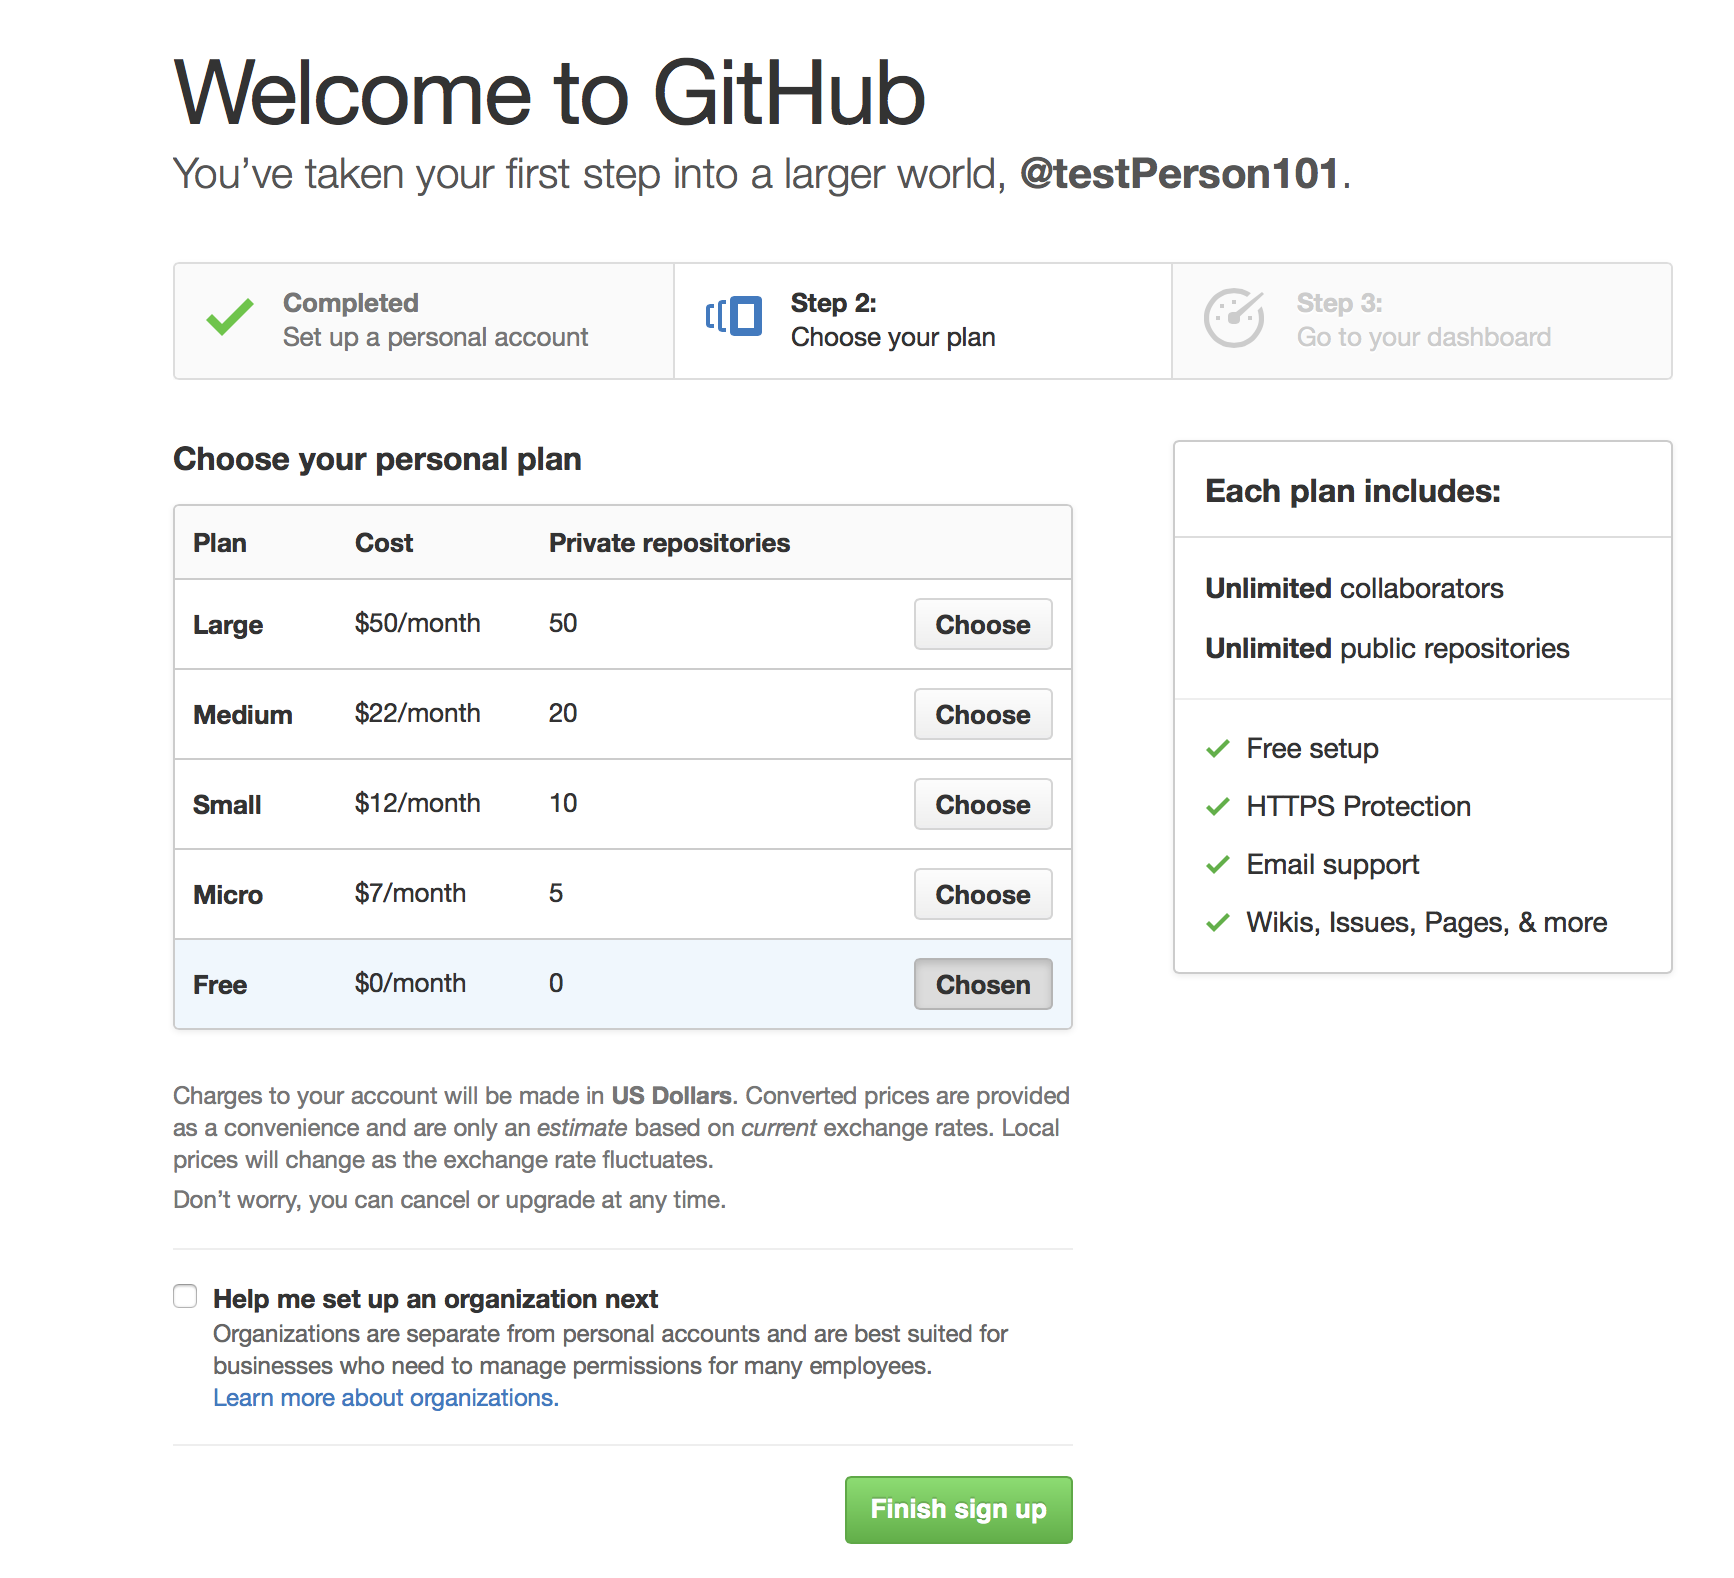 Welcome to GitHub
You’ve taken your first step into a larger world, @testPerson101.
Completed
Set up a personal account
Step 2:
Choose your plan
Step 3:
Go to your dashboard
Choose your personal plan
Plan Cost Private repositories
Large $50/month 50 Choose
Medium $22/month 20 Choose
Small $12/month 10 Choose
Micro $7/month 5 Choose
Free $0/month 0 Chosen
Charges to your account will be made in US Dollars. Converted prices are provided
as a convenience and are only an estimate based on current exchange rates. Local
prices will change as the exchange rate fluctuates.
Don’t worry, you can cancel or upgrade at any time.
Help me set up an organization next
Organizations are separate from personal accounts and are best suited for
businesses who need to manage permissions for many employees.
Learn more about organizations.
Finish sign up
Each plan includes:
Unlimited collaborators
Unlimited public repositories
Free setup
HTTPS Protection
Email support
Wikis, Issues, Pages, & more